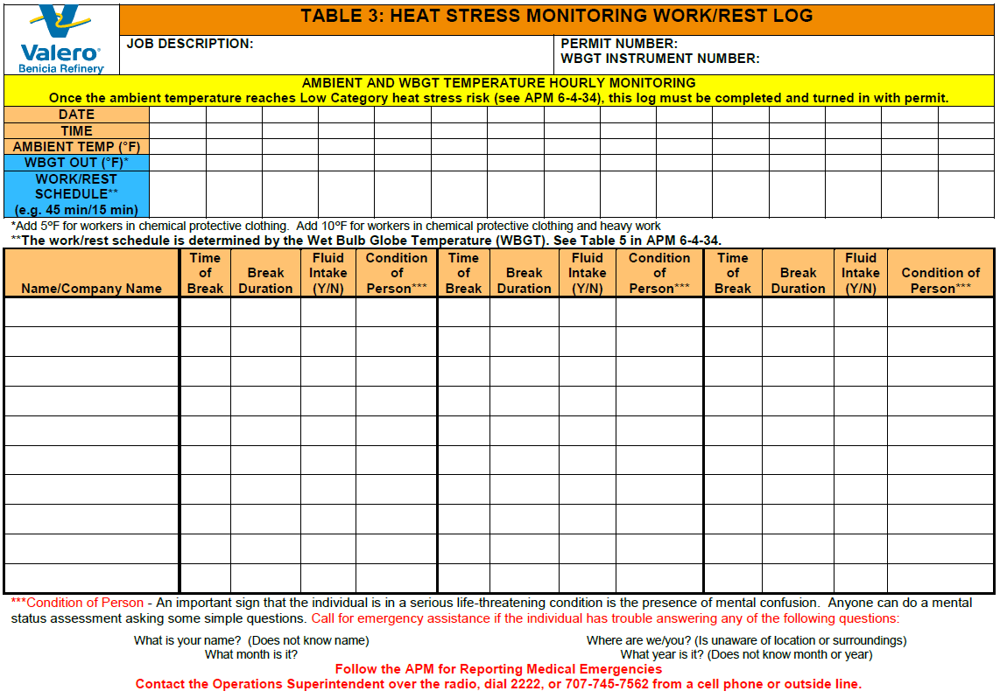 TABLE 3: HEAT STRESS MONITORING WORK/REST LOG
Valero®
Benicia Refinery
JOB DESCRIPTION:
PERMIT NUMBER:
WBGT INSTRUMENT NUMBER:
AMBIENT AND WBGT TEMPERATURE HOURLY MONITORING
Once the ambient temperature reaches Low Category heat stress risk (see APM 6-4-34), this log must be completed and turned in with permit.
DATE
TIME
AMBIENT TEMP (°F)
WBGT OUT (°F)*
WORK/REST
SCHEDULE**
(e.g. 45 min/15 min)
*Add 5ºF for workers in chemical protective clothing.  Add 10ºF for workers in chemical protective clothing and heavy work
**The work/rest schedule is determined by the Wet Bulb Globe Temperature (WBGT). See Table 5 in APM 6-4-34.
Name/Company Name
Time
of
Break
Break
Duration
Fluid
Intake
(Y/N)
Condition
of
Person***
Time
of
Break
Break
Duration
Fluid
Intake
(Y/N)
Condition
of
Person***
Time
of
Break
Break
Duration
Fluid
Intake
(Y/N)
Condition of
Person***
***Condition of Person - An important sign that the individual is in a serious life-threatening condition is the presence of mental confusion.  Anyone can do a mental
status assessment asking some simple questions. Call for emergency assistance if the individual has trouble answering any of the following questions:
What is your name?  (Does not know name)
Where are we/you? (Is unaware of location or surroundings)
What month is it?
What year is it? (Does not know month or year)
Follow the APM for Reporting Medical Emergencies
Contact the Operations Superintendent over the radio, dial 2222, or 707-745-7562 from a cell phone or outside line.